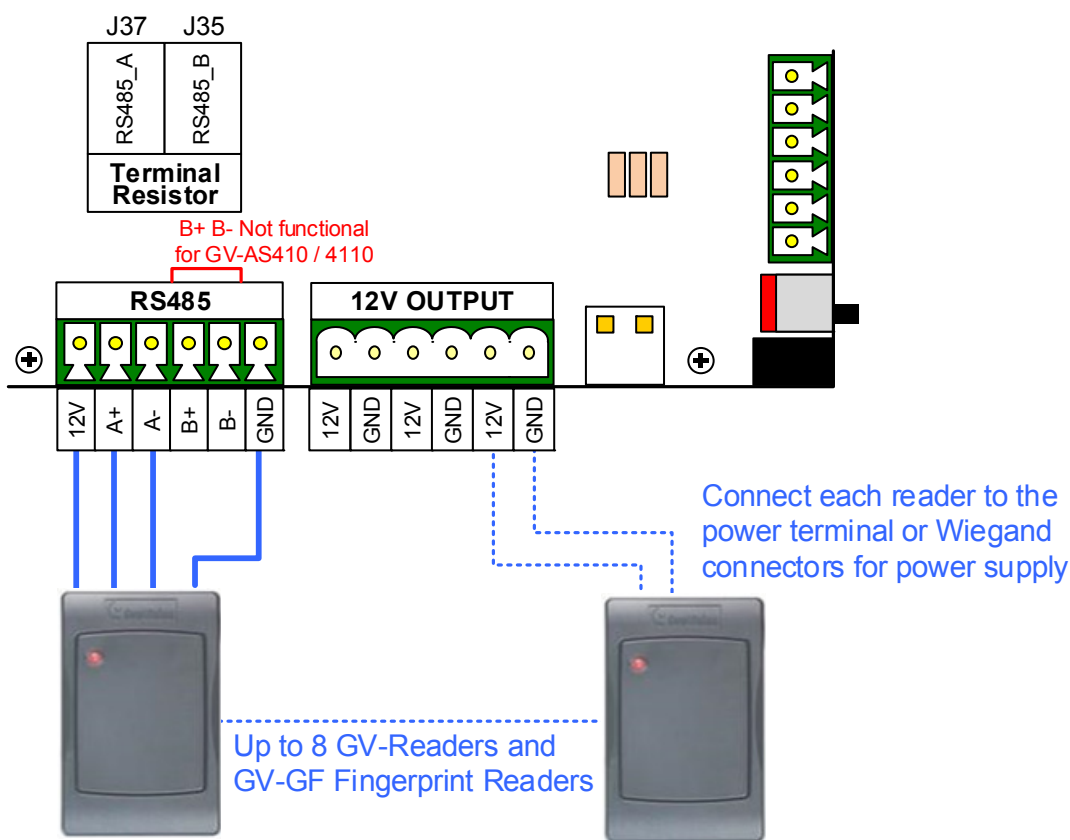 J37 J35
RS485_A RS485_B
Terminal
Resistor
B+ B- Not functional
for GV-AS410 / 4110
RS485
12V OUTPUT
12V A+ A- B+ B- GND
12V GND 12V GND 12V GND
Connect each reader to the
power terminal or Wiegand
connectors for power supply
Up to 8 GV-Readers and
GV-GF Fingerprint Readers